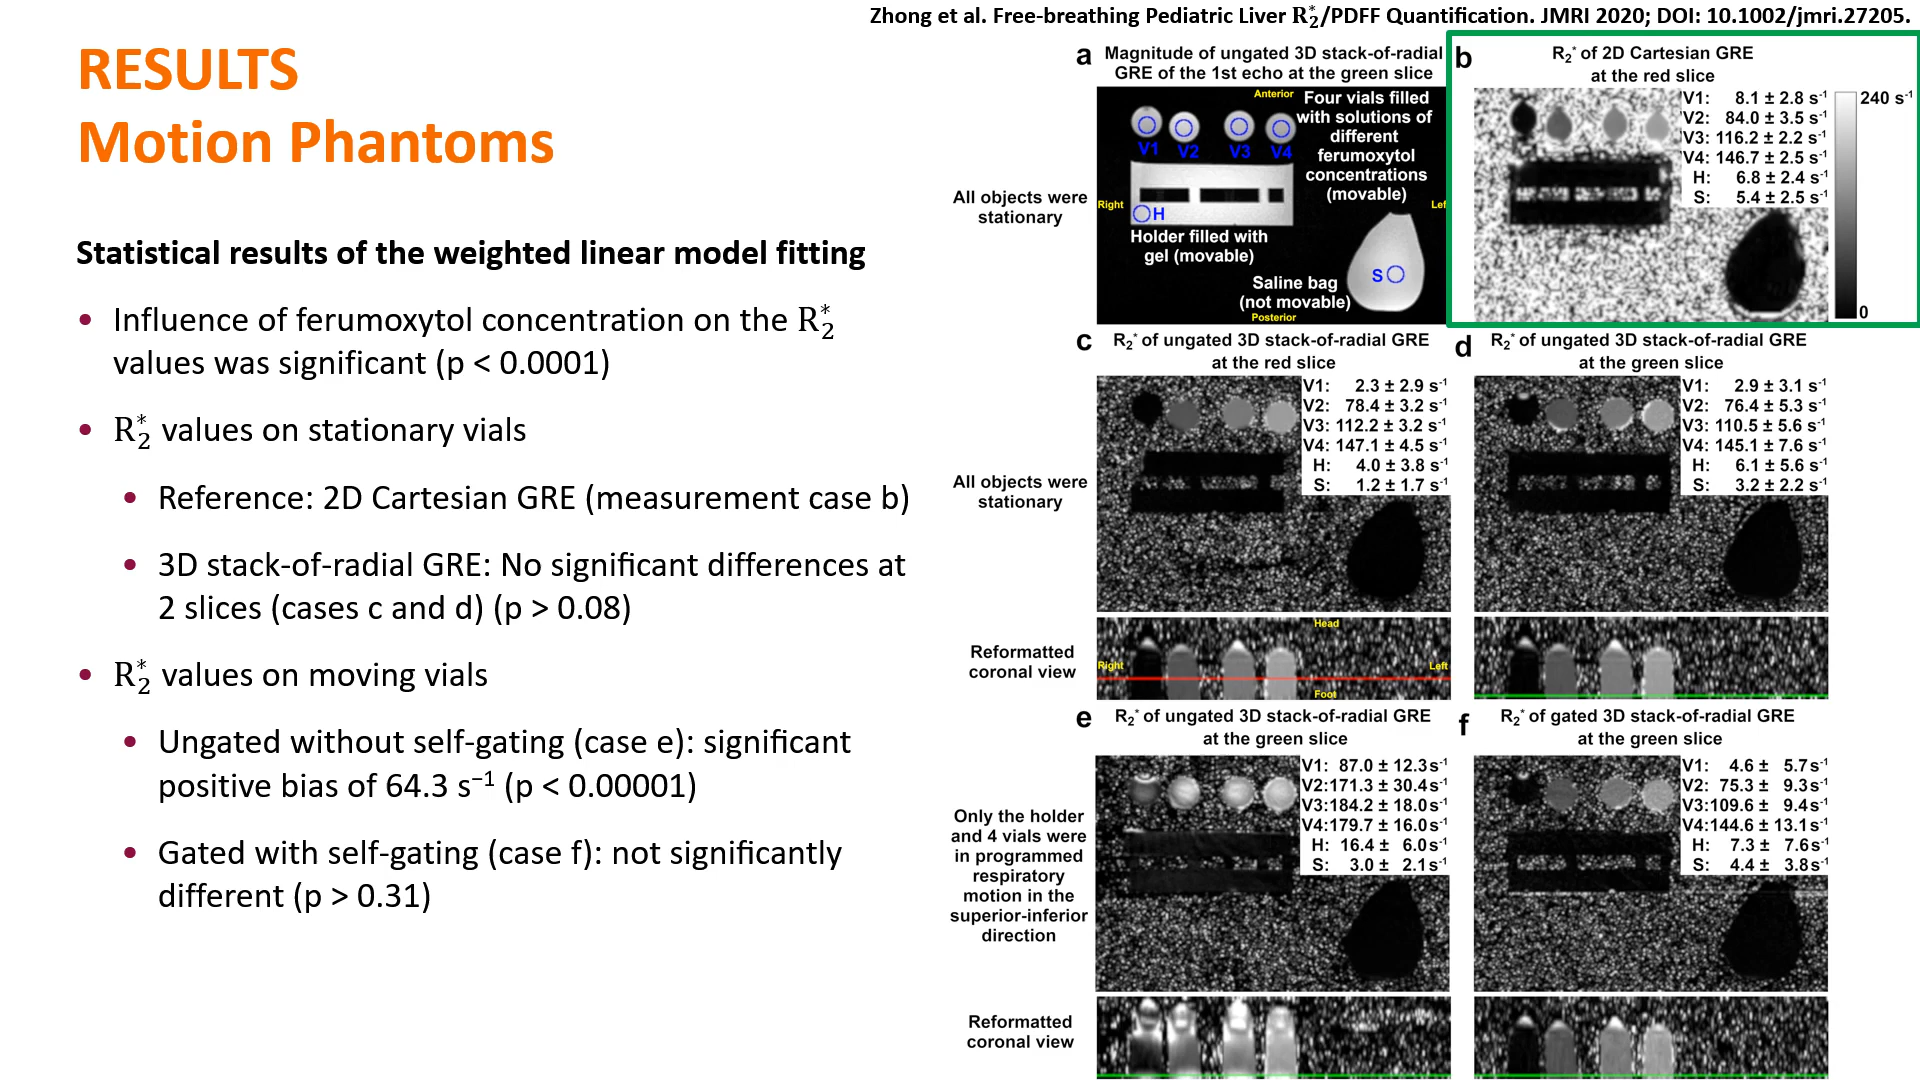 Zhong et al. Free-breathing Pediatric Liver R₂*/PDFF Quantification. JMRI 2020; DOI: 10.1002/jmri.27205.
RESULTS
Motion Phantoms
Statistical results of the weighted linear model fitting
• Influence of ferumoxytol concentration on the R₂*
values was significant (p < 0.0001)
• R₂* values on stationary vials
• Reference: 2D Cartesian GRE (measurement case b)
• 3D stack-of-radial GRE: No significant differences at
2 slices (cases c and d) (p > 0.08)
• R₂* values on moving vials
• Ungated without self-gating (case e): significant
positive bias of 64.3 s⁻¹ (p < 0.00001)
• Gated with self-gating (case f): not significantly
different (p > 0.31)
a Magnitude of ungated 3D stack-of-radial
GRE of the 1st echo at the green slice
All objects were
stationary
Anterior
Right
Left
Posterior
V1 V2 V3 V4
Four vials filled
with solutions of
different
ferumoxytol
concentrations
(movable)
H
Holder filled with
gel (movable)
S
Saline bag
(not movable)
b R₂* of 2D Cartesian GRE
at the red slice
V1: 8.1 ± 2.8 s⁻¹
V2: 84.0 ± 3.5 s⁻¹
V3: 116.2 ± 2.2 s⁻¹
V4: 146.7 ± 2.5 s⁻¹
H: 6.8 ± 2.4 s⁻¹
S: 5.4 ± 2.5 s⁻¹
240 s⁻¹
0
c R₂* of ungated 3D stack-of-radial GRE
at the red slice
All objects were
stationary
V1: 2.3 ± 2.9 s⁻¹
V2: 78.4 ± 3.2 s⁻¹
V3: 112.2 ± 3.2 s⁻¹
V4: 147.1 ± 4.5 s⁻¹
H: 4.0 ± 3.8 s⁻¹
S: 1.2 ± 1.7 s⁻¹
Reformatted
coronal view
Head
Right
Left
Foot
d R₂* of ungated 3D stack-of-radial GRE
at the green slice
V1: 2.9 ± 3.1 s⁻¹
V2: 76.4 ± 5.3 s⁻¹
V3: 110.5 ± 5.6 s⁻¹
V4: 145.1 ± 7.6 s⁻¹
H: 6.1 ± 5.6 s⁻¹
S: 3.2 ± 2.2 s⁻¹
e R₂* of ungated 3D stack-of-radial GRE
at the green slice
Only the holder
and 4 vials were
in programmed
respiratory
motion in the
superior-inferior
direction
V1: 87.0 ± 12.3 s⁻¹
V2: 171.3 ± 30.4 s⁻¹
V3: 184.2 ± 18.0 s⁻¹
V4: 179.7 ± 16.0 s⁻¹
H: 16.4 ± 6.0 s⁻¹
S: 3.0 ± 2.1 s⁻¹
Reformatted
coronal view
f R₂* of gated 3D stack-of-radial GRE
at the green slice
V1: 4.6 ± 5.7 s⁻¹
V2: 75.3 ± 9.3 s⁻¹
V3: 109.6 ± 9.4 s⁻¹
V4: 144.6 ± 13.1 s⁻¹
H: 7.3 ± 7.6 s⁻¹
S: 4.4 ± 3.8 s⁻¹